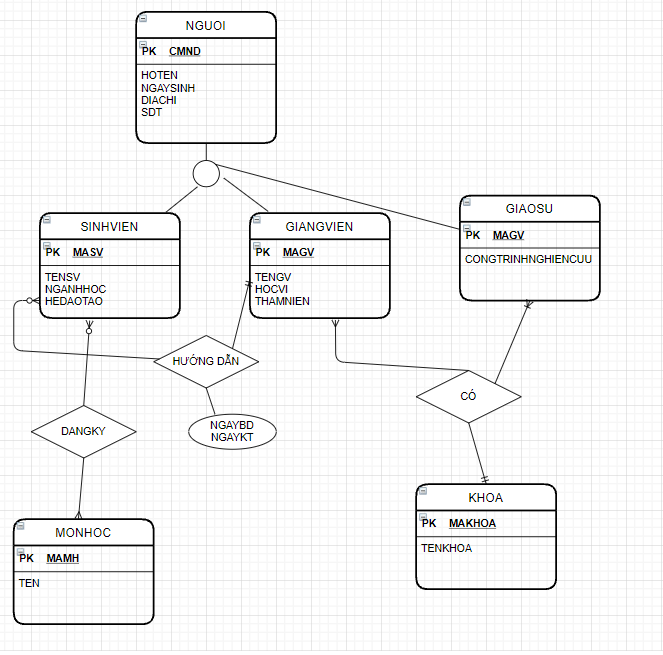 NGUOI
PK CMND
HOTEN
NGAYSINH
DIACHI
SDT
SINHVIEN
PK MASV
TENSV
NGANHHOC
HEDAOTAO
GIANGVIEN
PK MAGV
TENGV
HOCVI
THAMNIEN
GIAOSU
PK MAGV
CONGTRINHNGHIENCUU
HƯỚNG DẪN
NGAYBD
NGAYKT
DANGKY
CÓ
MONHOC
PK MAMH
TEN
KHOA
PK MAKHOA
TENKHOA